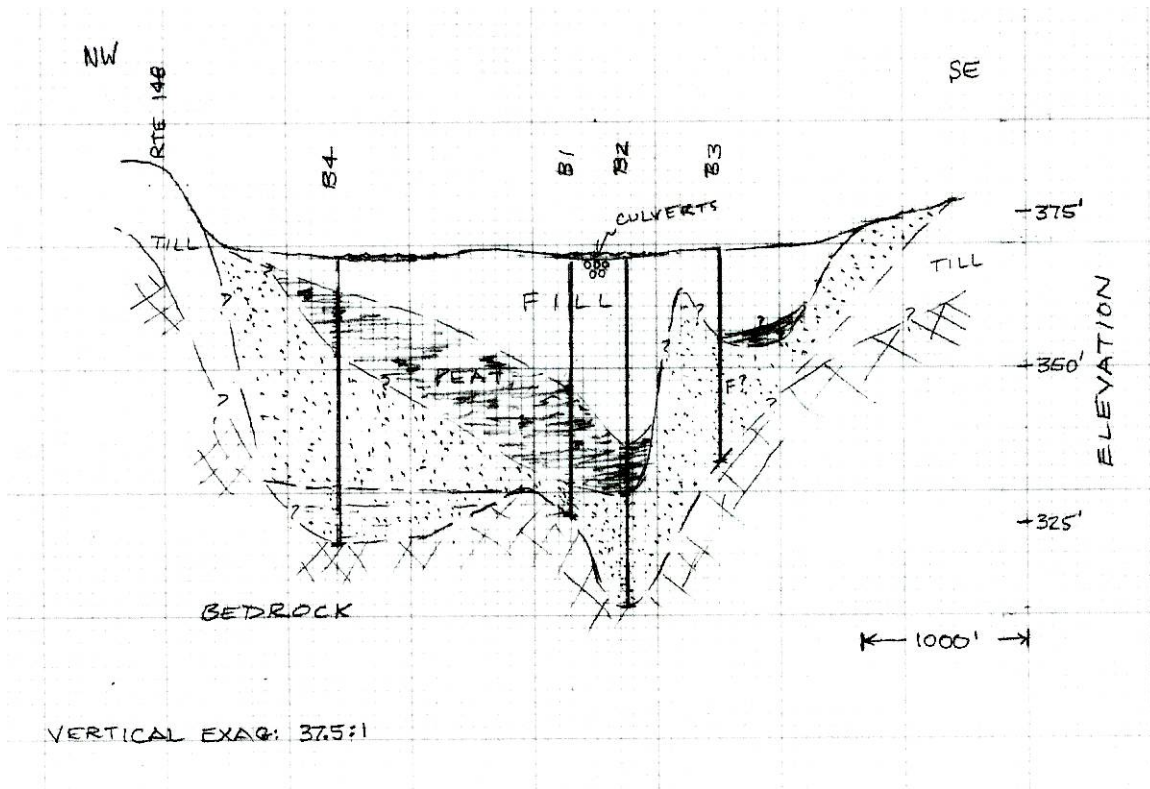 NW
SE
RTE 148
B4
B1
B2
B3
CULVERTS
375'
TILL
TILL
FILL
350'
PEAT
F?
ELEVATION
325'
BEDROCK
1000'
VERTICAL EXAG: 37.5:1